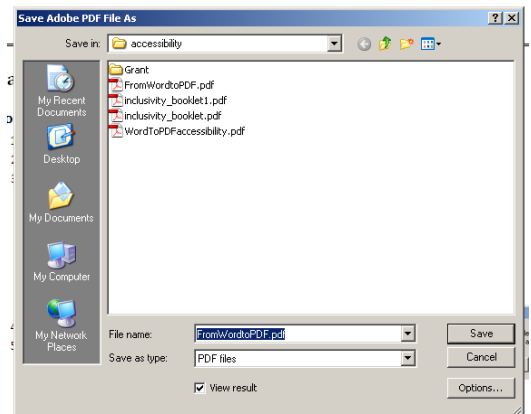 Save Adobe PDF File As
Save in:
accessibility
My Recent
Documents
Desktop
My Documents
My Computer
My Network
Places
Grant
FromWordtoPDF.pdf
inclusivity_booklet1.pdf
inclusivity_booklet.pdf
WordToPDFaccessibility.pdf
File name:
FromWordtoPDF.pdf
Save
Save as type:
PDF files
Cancel
View result
Options...